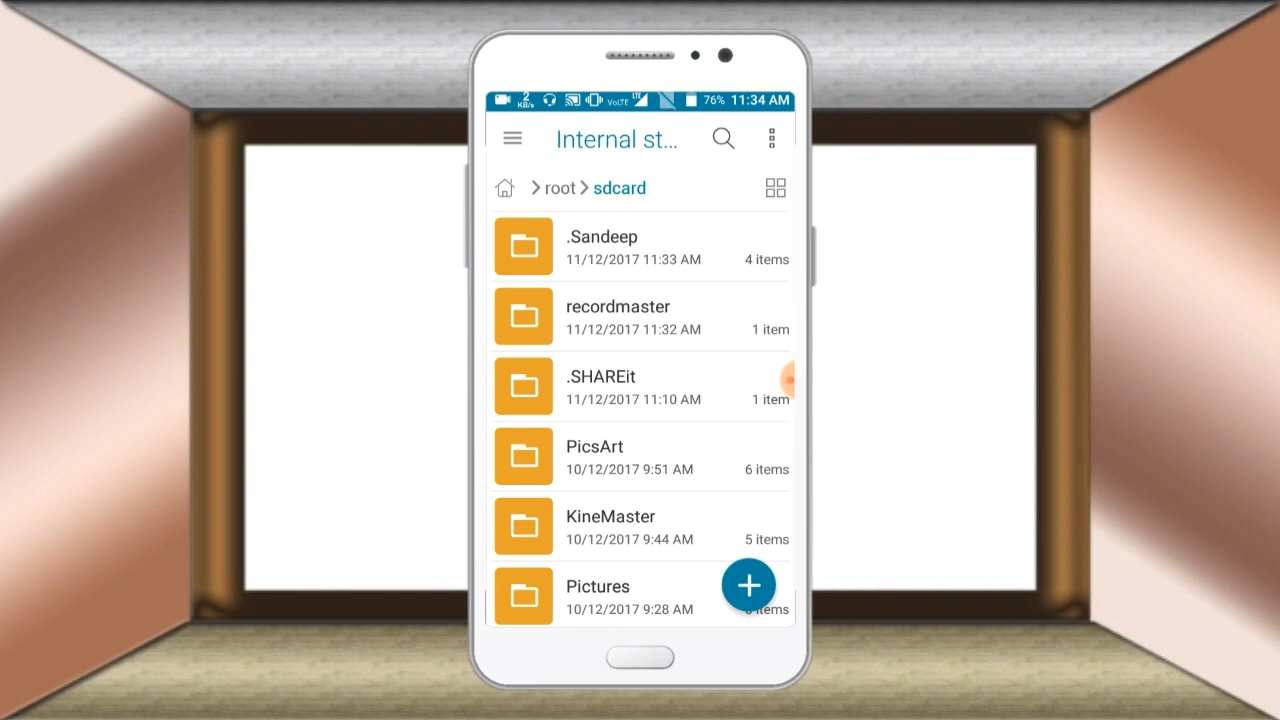 2 KB/s VoLTE LTE 76% 11:34 AM
Internal st...
root sdcard
.Sandeep
11/12/2017 11:33 AM 4 items
recordmaster
11/12/2017 11:32 AM 1 item
.SHAREit
11/12/2017 11:10 AM 1 item
PicsArt
10/12/2017 9:51 AM 6 items
KineMaster
10/12/2017 9:44 AM 5 items
Pictures
10/12/2017 9:28 AM items